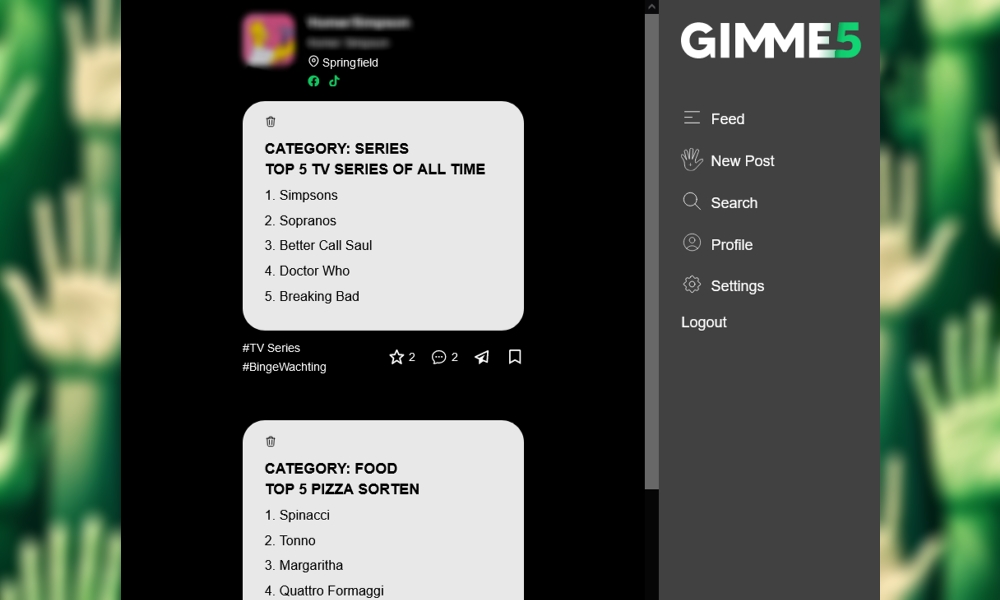 Springfield
CATEGORY: SERIES
TOP 5 TV SERIES OF ALL TIME
1. Simpsons
2. Sopranos
3. Better Call Saul
4. Doctor Who
5. Breaking Bad
#TV Series
#BingeWachting
2 2
CATEGORY: FOOD
TOP 5 PIZZA SORTEN
1. Spinacci
2. Tonno
3. Margaritha
4. Quattro Formaggi
GIMME5
Feed
New Post
Search
Profile
Settings
Logout